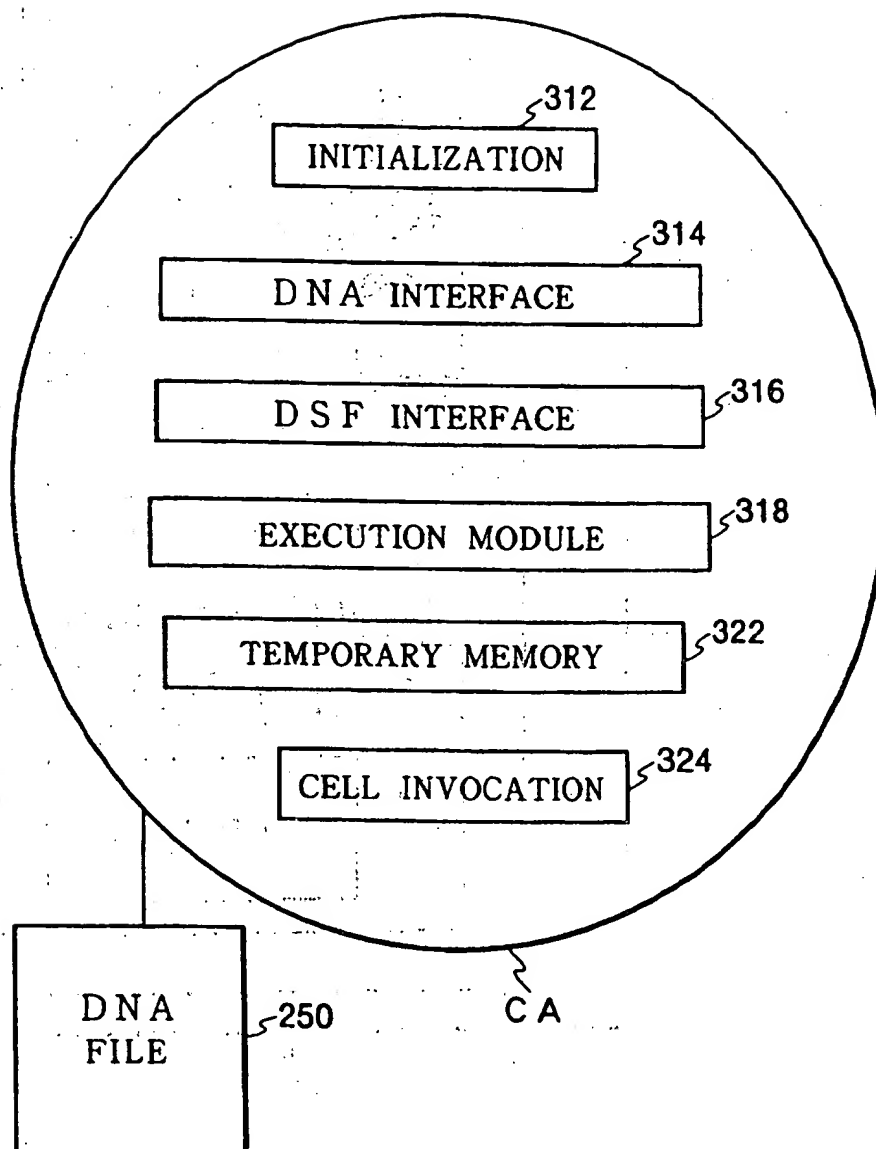 312
INITIALIZATION
314
DNA INTERFACE
316
DSF INTERFACE
318
EXECUTION MODULE
322
TEMPORARY MEMORY
324
CELL INVOCATION
CA
DNA
FILE
250